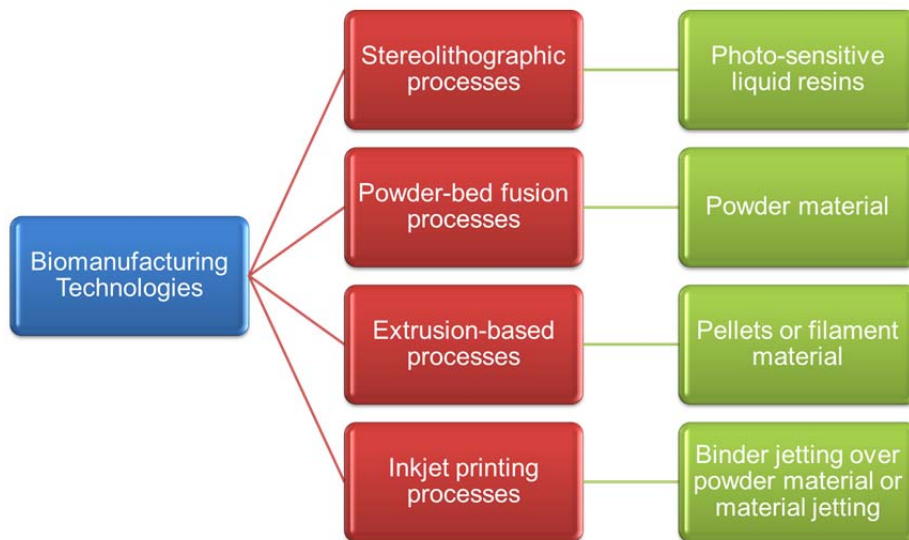 Biomanufacturing
Technologies
Stereolithographic
processes
Photo-sensitive
liquid resins
Powder-bed fusion
processes
Powder material
Extrusion-based
processes
Pellets or filament
material
Inkjet printing
processes
Binder jetting over
powder material or
material jetting